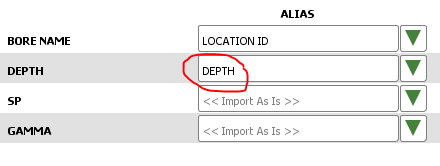 ALIAS
BORE NAME LOCATION ID
DEPTH DEPTH
SP << Import As Is >>
GAMMA << Import As Is >>